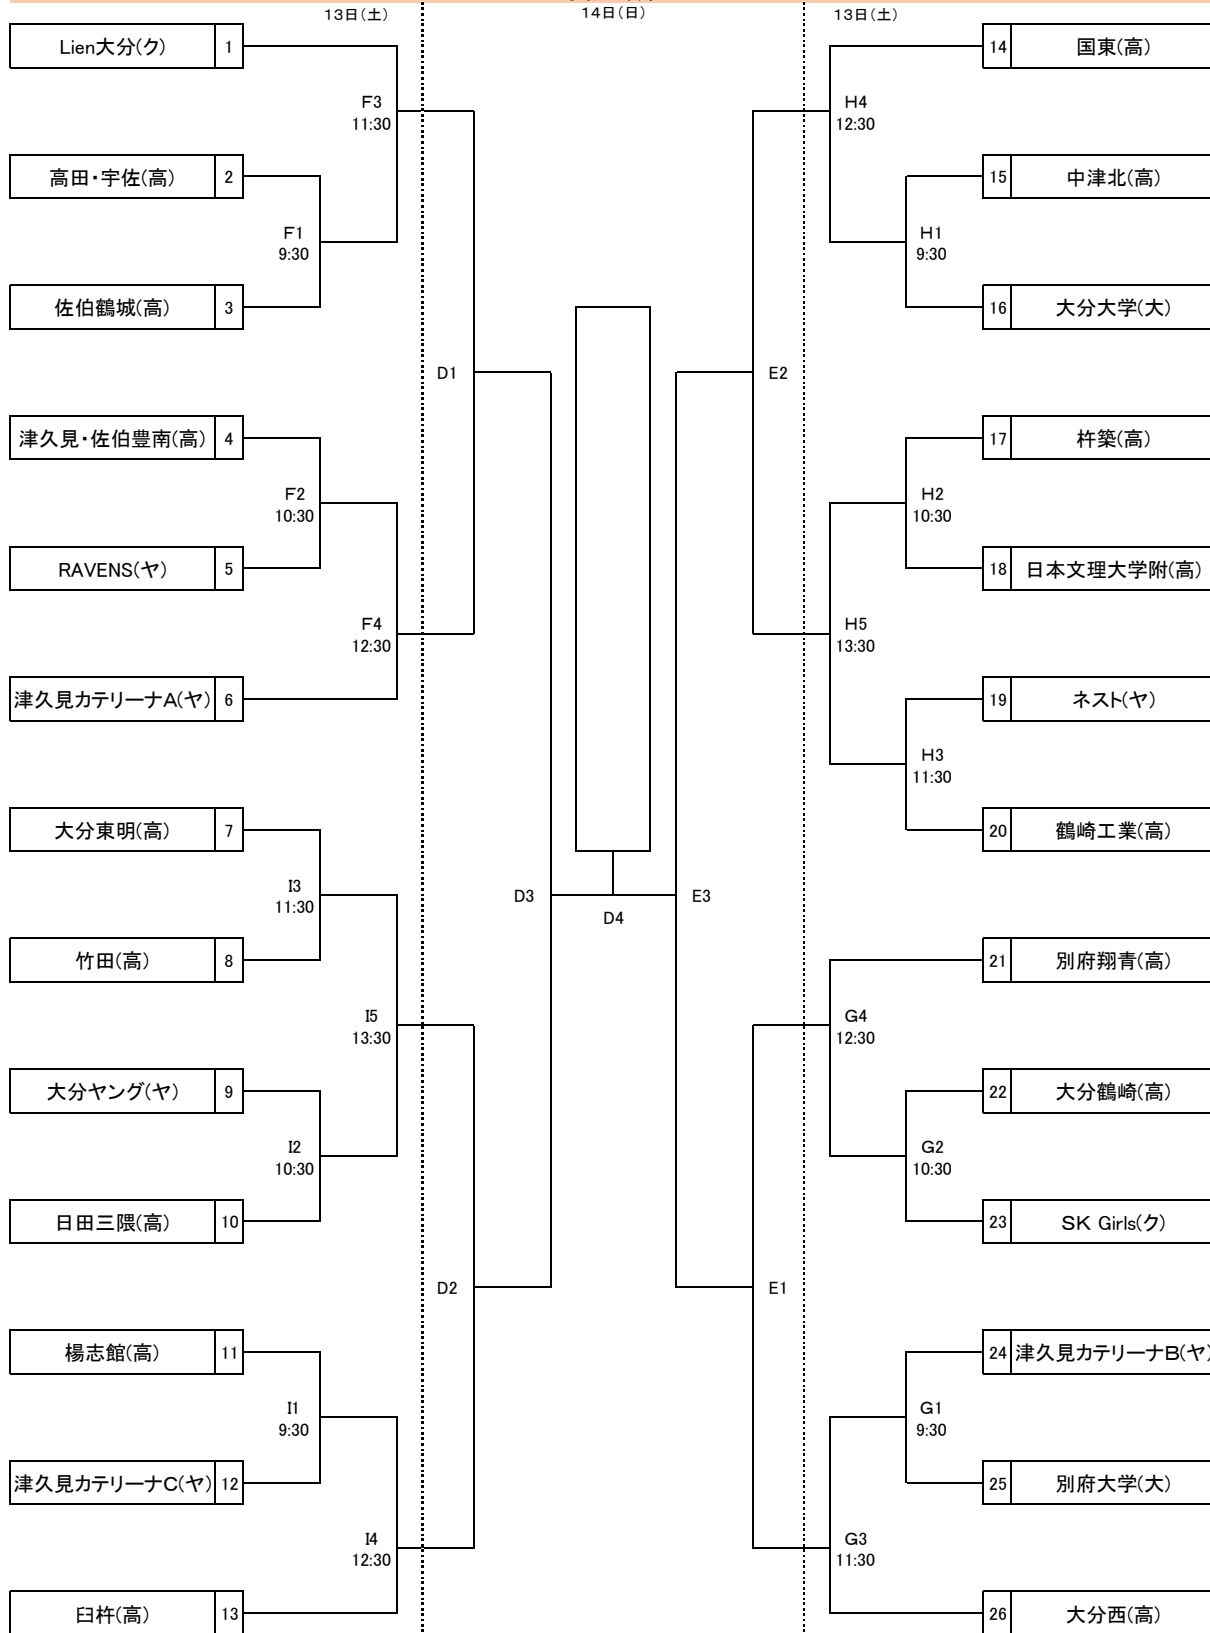 13日(土)
14日(日)
13日(土)
Lien大分(ク) 1
F3
11:30
高田・宇佐(高) 2
F1
9:30
佐伯鶴城(高) 3
D1
津久見・佐伯豊南(高) 4
F2
10:30
RAVENS(ヤ) 5
F4
12:30
津久見カテリーナA(ヤ) 6
大分東明(高) 7
I3
11:30
竹田(高) 8
I5
13:30
大分ヤング(ヤ) 9
I2
10:30
日田三隈(高) 10
D2
楊志館(高) 11
I1
9:30
津久見カテリーナC(ヤ) 12
I4
12:30
臼杵(高) 13
D3
D4
E3
14 国東(高)
H4
12:30
15 中津北(高)
H1
9:30
16 大分大学(大)
E2
17 杵築(高)
H2
10:30
18 日本文理大学附(高)
H5
13:30
19 ネスト(ヤ)
H3
11:30
20 鶴崎工業(高)
21 別府翔青(高)
G4
12:30
22 大分鶴崎(高)
G2
10:30
23 SK Girls(ク)
E1
24 津久見カテリーナB(ヤ)
G1
9:30
25 別府大学(大)
G3
11:30
26 大分西(高)